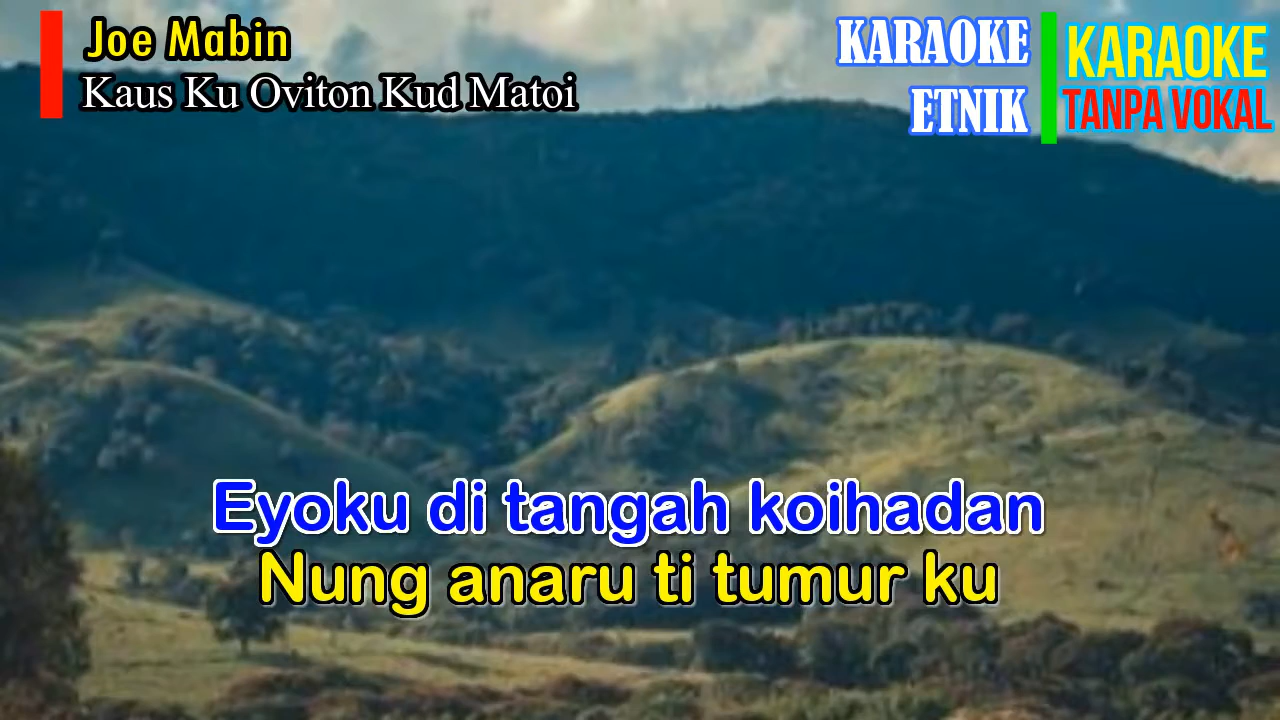 Joe Mabin
Kaus Ku Oviton Kud Matoi
KARAOKE
ETNIK
KARAOKE
TANPA VOKAL
Eyoku di tangah koihadan
Nung anaru ti tumur ku